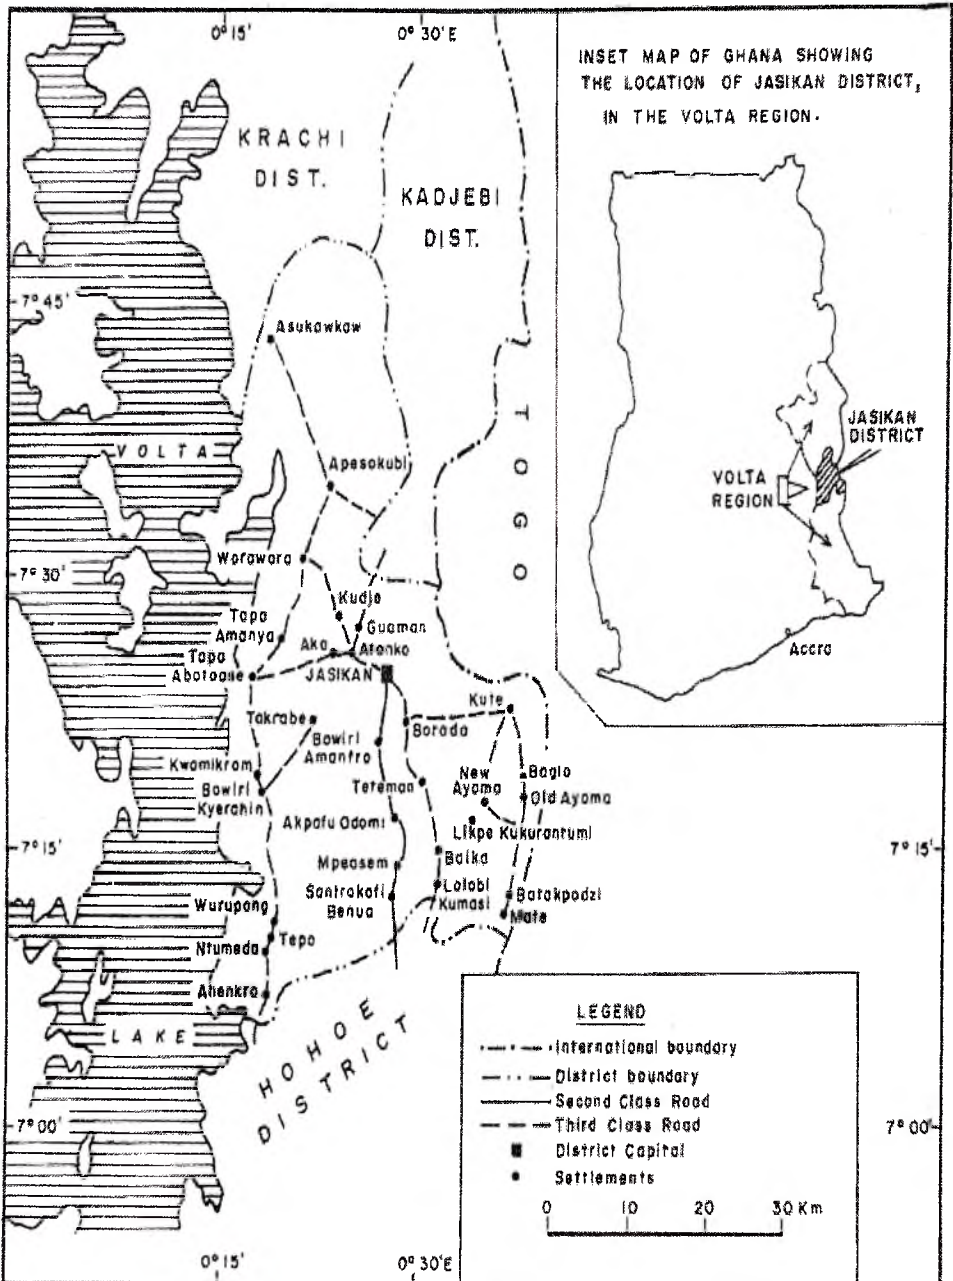 0° 15'
0° 30' E
INSET MAP OF GHANA SHOWING
THE LOCATION OF JASIKAN DISTRICT,
IN THE VOLTA REGION.
KRACHI
DIST.
KADJEBI
DIST.
7° 45'
Asukawkaw
TOGO
VOLTA
JASIKAN
DISTRICT
Apesokubi
VOLTA
REGION
Worawora
7° 30'
Kudje
Tapa
Amanya
Guaman
Aka
Atonko
Accra
Tapa
Abotoase
JASIKAN
Kute
Takrabe
Borada
Bowiri
Amanfro
Kwamikrom
New
Ayoma
Baglo
Bowiri
Kyerahin
Teteman
Old Ayoma
Akpafu Odomi
Likpe Kukurantumi
7° 15'
7° 15'
Baika
Mpeasem
Lolobi
Kumasi
Santrokofi
Benua
Batakpodzi
Mate
Wurupong
Tepo
Ntumeda
Ahenkro
LAKE
HOHOE
DISTRICT
LEGEND
International boundary
District boundary
Second Class Road
Third Class Road
District Capital
Settlements
7° 00'
7° 00'
0 10 20 30 Km
0° 15'
0° 30' E